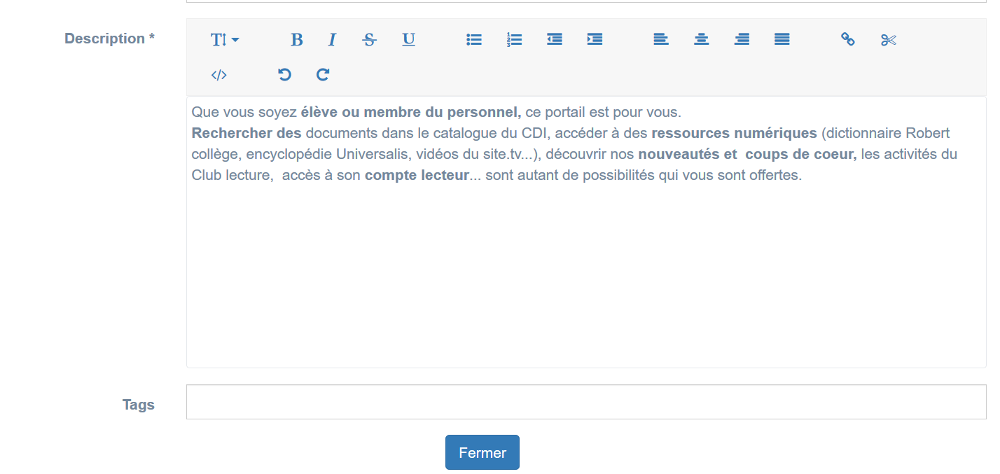 Description *
Que vous soyez élève ou membre du personnel, ce portail est pour vous.
Rechercher des documents dans le catalogue du CDI, accéder à des ressources numériques (dictionnaire Robert
collège, encyclopédie Universalis, vidéos du site.tv...), découvrir nos nouveautés et  coups de coeur, les activités du
Club lecture,  accès à son compte lecteur... sont autant de possibilités qui vous sont offertes.
Tags
Fermer